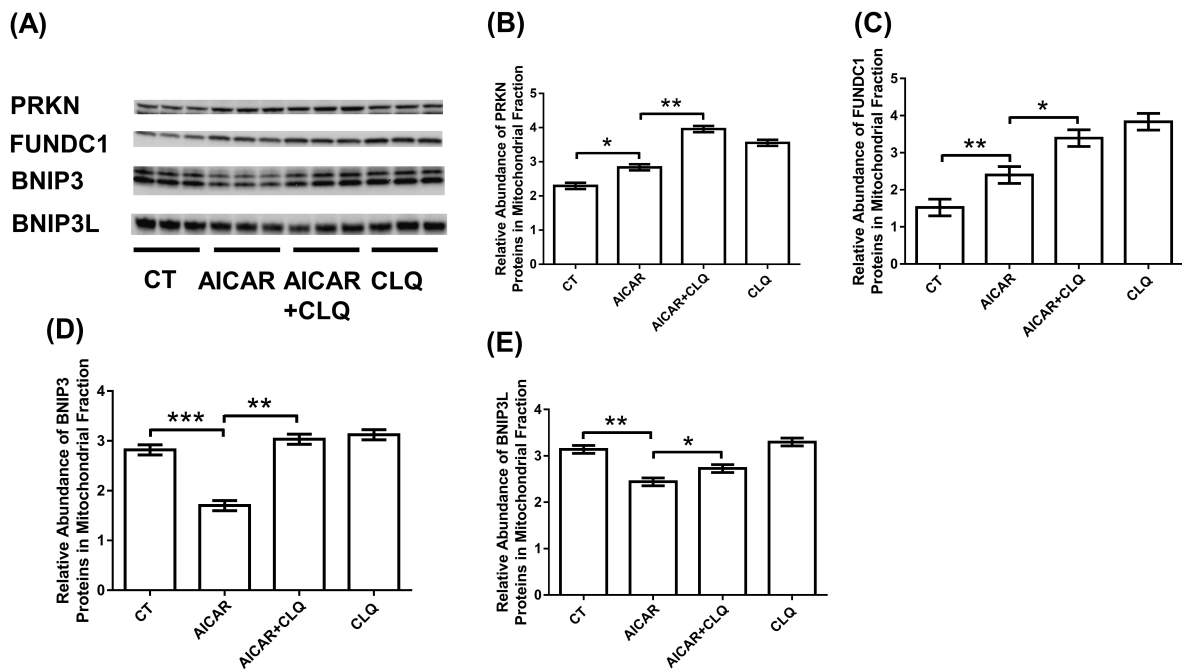 (A)
PRKN
FUNDC1
BNIP3
BNIP3L
CT AICAR AICAR CLQ
+CLQ
(B)
Relative Abundance of PRKN
Proteins in Mitochondrial Fraction
5
4
3
2
1
0
*
**
CT
AICAR
AICAR+CLQ
CLQ
(C)
Relative Abundance of FUNDC1
Proteins in Mitochondrial Fraction
5
4
3
2
1
0
**
*
CT
AICAR
AICAR+CLQ
CLQ
(D)
Relative Abundance of BNIP3
Proteins in Mitochondrial Fraction
4
3
2
1
0
***
**
CT
AICAR
AICAR+CLQ
CLQ
(E)
Relative Abundance of BNIP3L
Proteins in Mitochondrial Fraction
4
3
2
1
0
**
*
CT
AICAR
AICAR+CLQ
CLQ